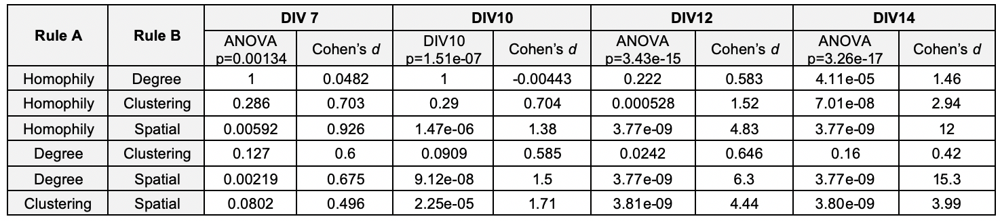 Rule A Rule B DIV 7 DIV10 DIV12 DIV14
ANOVA p=0.00134 Cohen's d DIV10 p=1.51e-07 Cohen's d ANOVA p=3.43e-15 Cohen's d ANOVA p=3.26e-17 Cohen's d
Homophily Degree 1 0.0482 1 -0.00443 0.222 0.583 4.11e-05 1.46
Homophily Clustering 0.286 0.703 0.29 0.704 0.000528 1.52 7.01e-08 2.94
Homophily Spatial 0.00592 0.926 1.47e-06 1.38 3.77e-09 4.83 3.77e-09 12
Degree Clustering 0.127 0.6 0.0909 0.585 0.0242 0.646 0.16 0.42
Degree Spatial 0.00219 0.675 9.12e-08 1.5 3.77e-09 6.3 3.77e-09 15.3
Clustering Spatial 0.0802 0.496 2.25e-05 1.71 3.81e-09 4.44 3.80e-09 3.99